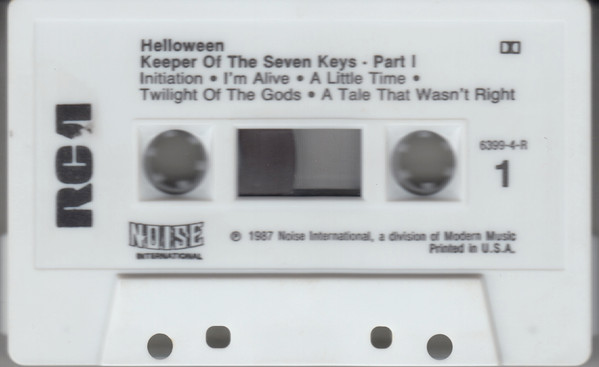 Helloween
Keeper Of The Seven Keys - Part I
Initiation • I'm Alive • A Little Time •
Twilight Of The Gods • A Tale That Wasn't Right
RCA
6399-4-R
1
NOISE
INTERNATIONAL
℗ 1987 Noise International, a division of Modern Music
Printed in U.S.A.